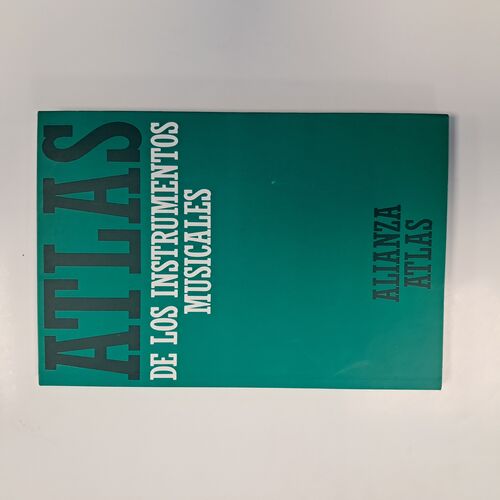 ATLAS
DE LOS INSTRUMENTOS
MUSICALES
ALIANZA
ATLAS